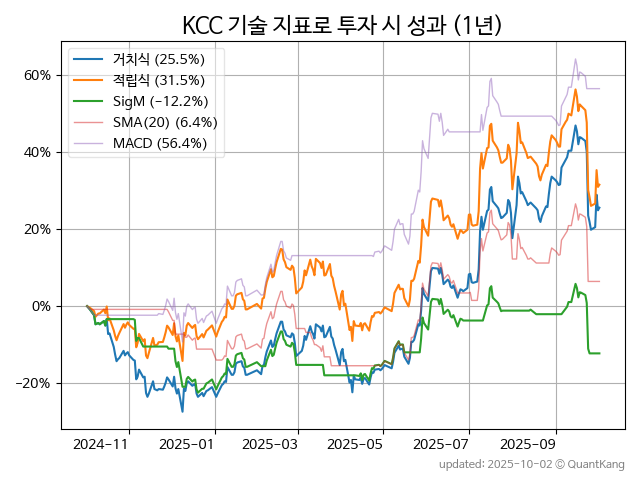 KCC 기술 지표로 투자 시 성과 (1년)
거치식 (25.5%)
적립식 (31.5%)
SigM (−12.2%)
SMA(20) (6.4%)
MACD (56.4%)
60%
40%
20%
0%
−20%
2024-11
2025-01
2025-03
2025-05
2025-07
2025-09
updated: 2025-10-02 © QuantKang